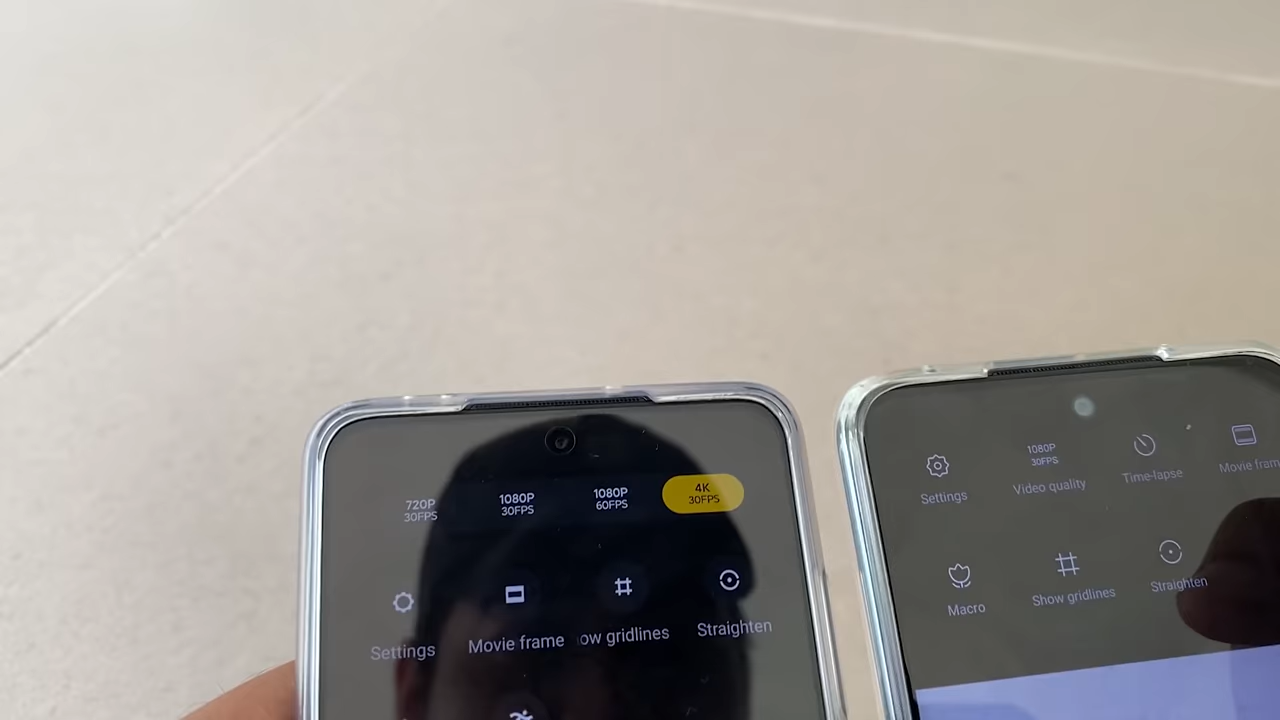 720P
30FPS
1080P
30FPS
1080P
60FPS
4K
30FPS
Settings
Movie frame
ow gridlines
Straighten
Settings
1080P
30FPS
Video quality
Time-lapse
Movie fram
Macro
Show gridlines
Straighten